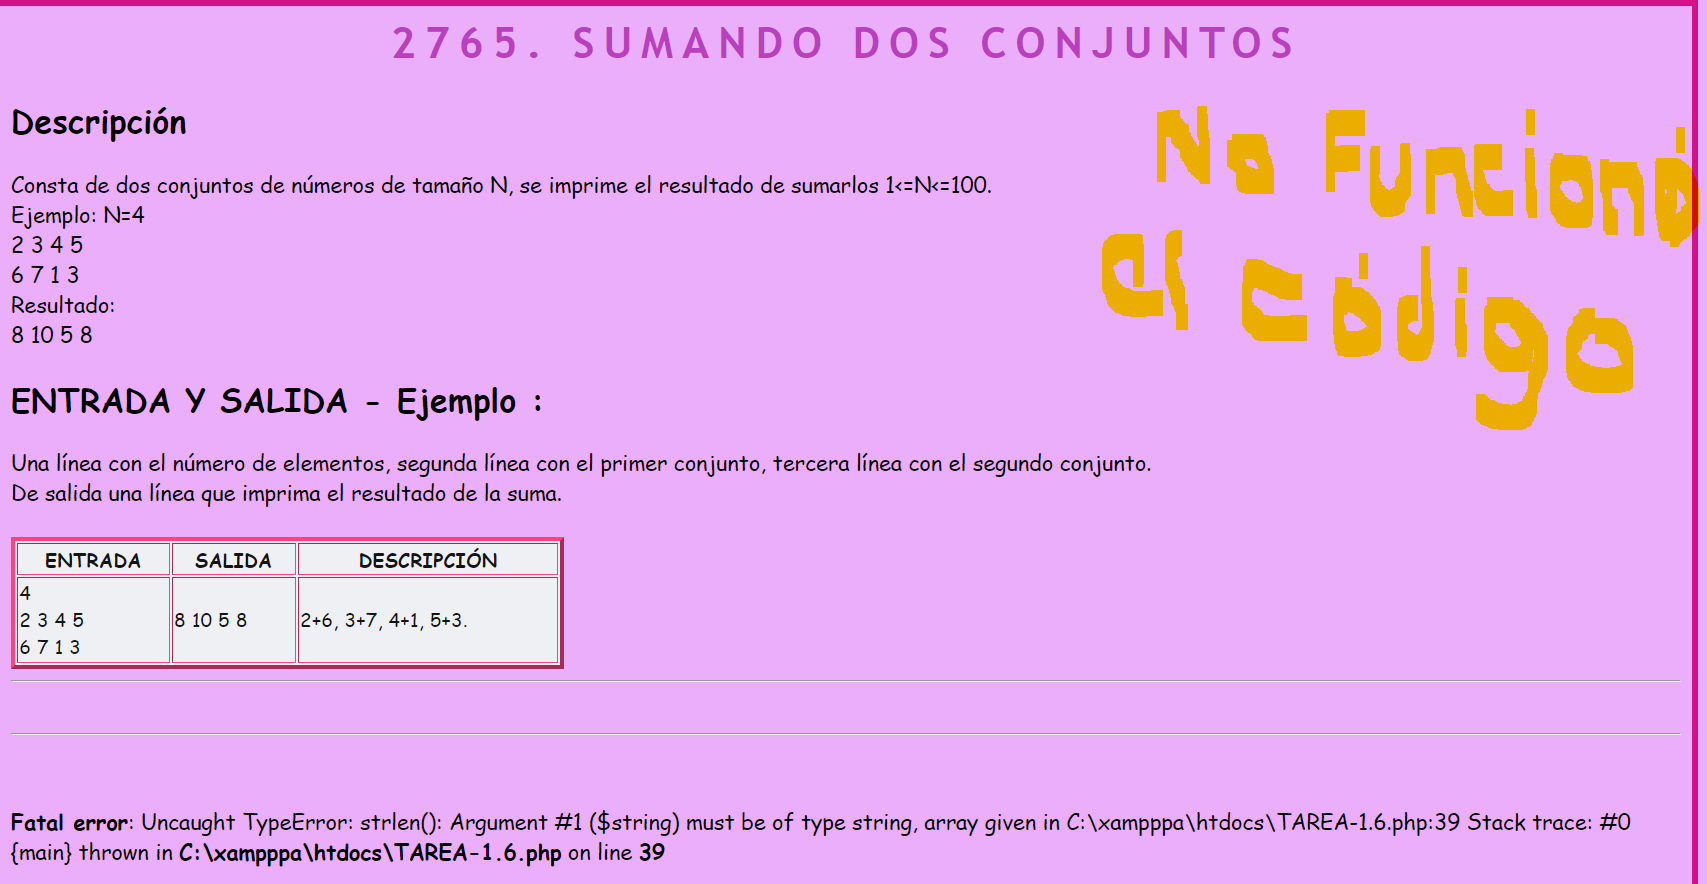 2765. SUMANDO DOS CONJUNTOS
Descripción
No Funcionó
el Código
Consta de dos conjuntos de números de tamaño N, se imprime el resultado de sumarlos 1<=N<=100.
Ejemplo: N=4
2 3 4 5
6 7 1 3
Resultado:
8 10 5 8
ENTRADA Y SALIDA - Ejemplo :
Una línea con el número de elementos, segunda línea con el primer conjunto, tercera línea con el segundo conjunto.
De salida una línea que imprima el resultado de la suma.
ENTRADA SALIDA DESCRIPCIÓN
4
2 3 4 5 8 10 5 8 2+6, 3+7, 4+1, 5+3.
6 7 1 3
Fatal error: Uncaught TypeError: strlen(): Argument #1 ($string) must be of type string, array given in C:\xampppa\htdocs\TAREA-1.6.php:39 Stack trace: #0
{main} thrown in C:\xampppa\htdocs\TAREA-1.6.php on line 39